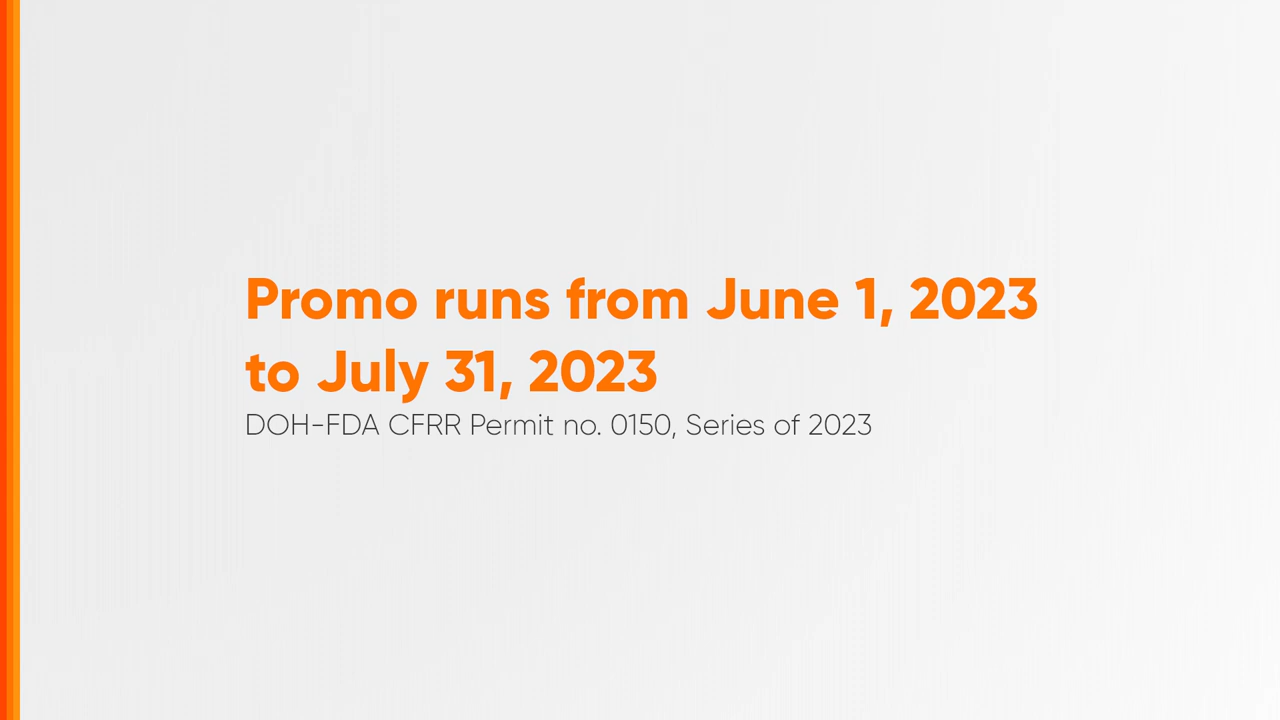 Promo runs from June 1, 2023
to July 31, 2023
DOH-FDA CFRR Permit no. 0150, Series of 2023